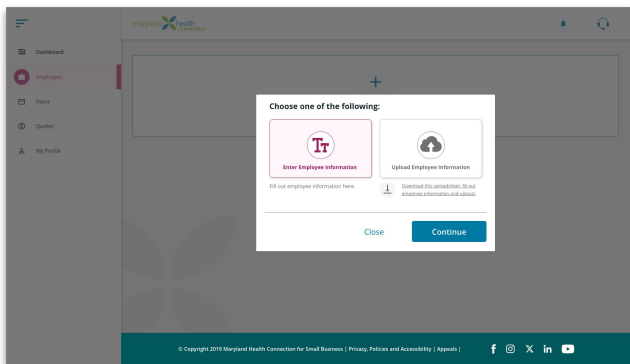 maryland health
connection
Dashboard
Employees
Inbox
Quotes
My Profile
Choose one of the following:
TT
Enter Employee Information
Upload Employee Information
Fill out employee information here.
Download this spreadsheet, fill our
employee information and upload.
Close
Continue
© Copyright 2019 Maryland Health Connection for Small Business | Privacy, Policies and Accessibility | Appeals |